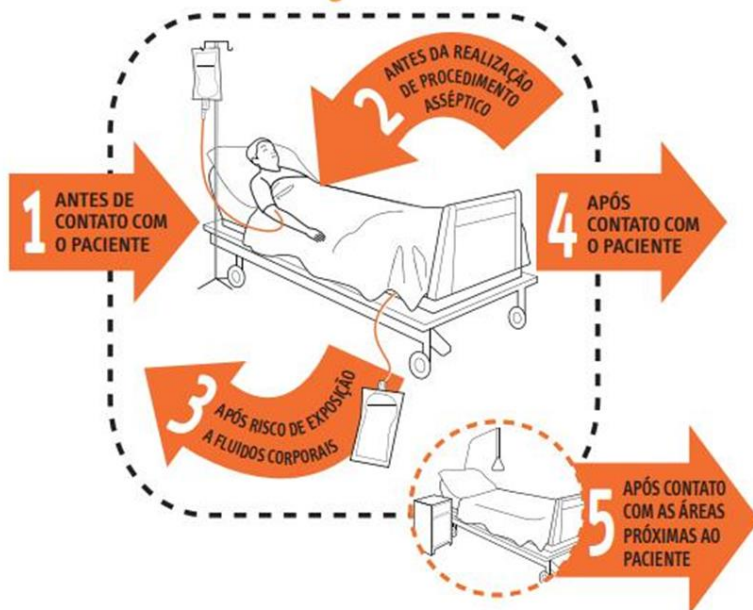 1
ANTES DE
CONTATO COM
O PACIENTE
2
ANTES DA REALIZAÇÃO
DE PROCEDIMENTO
ASSÉPTICO
3
APÓS RISCO DE EXPOSIÇÃO
A FLUIDOS CORPORAIS
4
APÓS
CONTATO COM
O PACIENTE
5
APÓS CONTATO
COM AS ÁREAS
PRÓXIMAS AO
PACIENTE